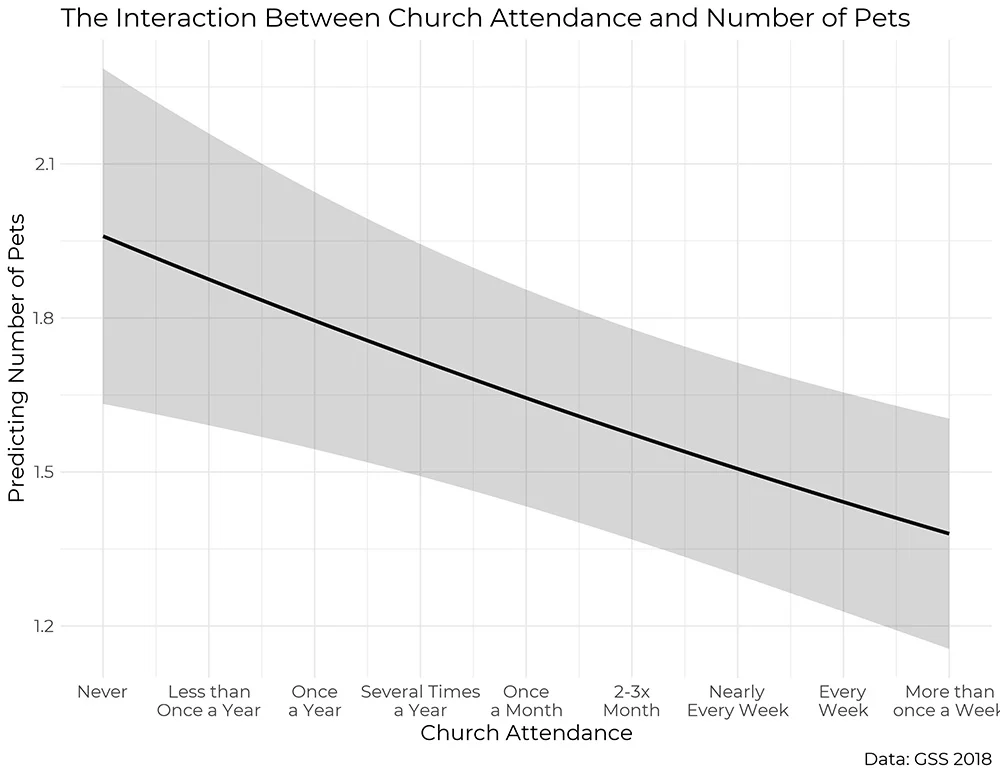 The Interaction Between Church Attendance and Number of Pets
Predicting Number of Pets
2.1
1.8
1.5
1.2
Never
Less than
Once a Year
Once
a Year
Several Times
a Year
Once
a Month
2-3x
Month
Nearly
Every Week
Every
Week
More than
once a Week
Church Attendance
Data: GSS 2018